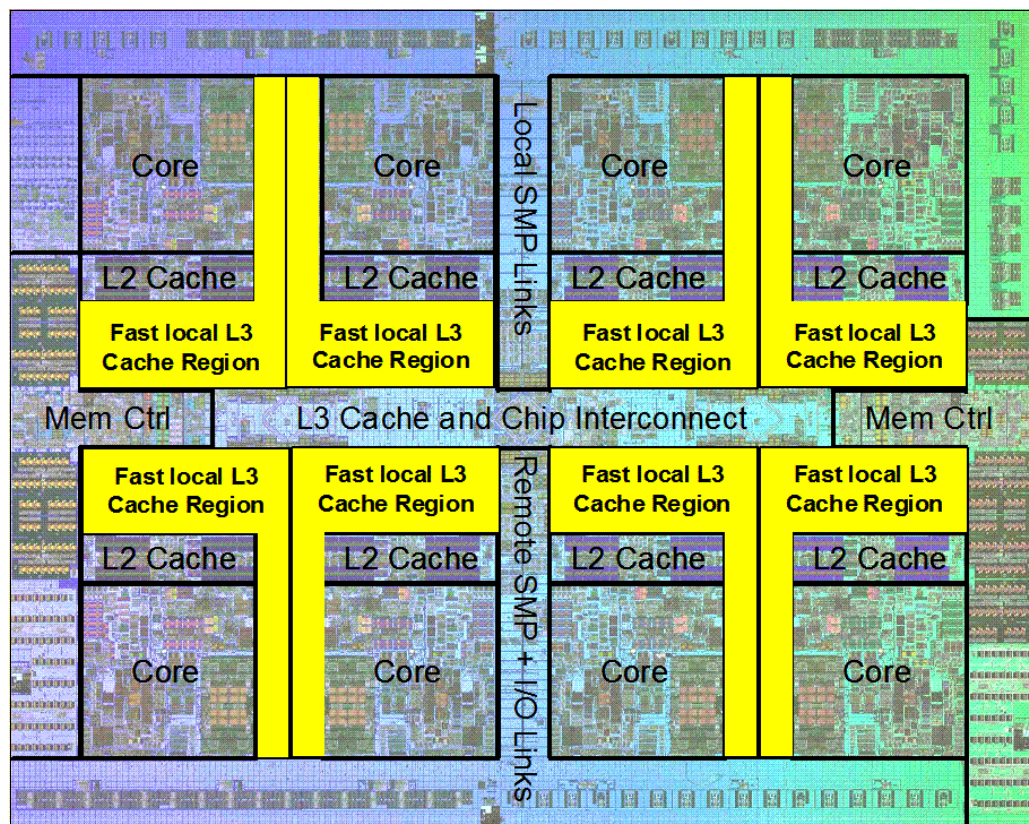 Core
Core
Local SMP Links
Core
Core
L2 Cache
L2 Cache
L2 Cache
L2 Cache
Fast local L3
Cache Region
Fast local L3
Cache Region
Fast local L3
Cache Region
Fast local L3
Cache Region
Mem Ctrl
L3 Cache and Chip Interconnect
Mem Ctrl
Fast local L3
Cache Region
Fast local L3
Cache Region
Remote SMP + I/O Links
Fast local L3
Cache Region
Fast local L3
Cache Region
L2 Cache
L2 Cache
L2 Cache
L2 Cache
Core
Core
Core
Core